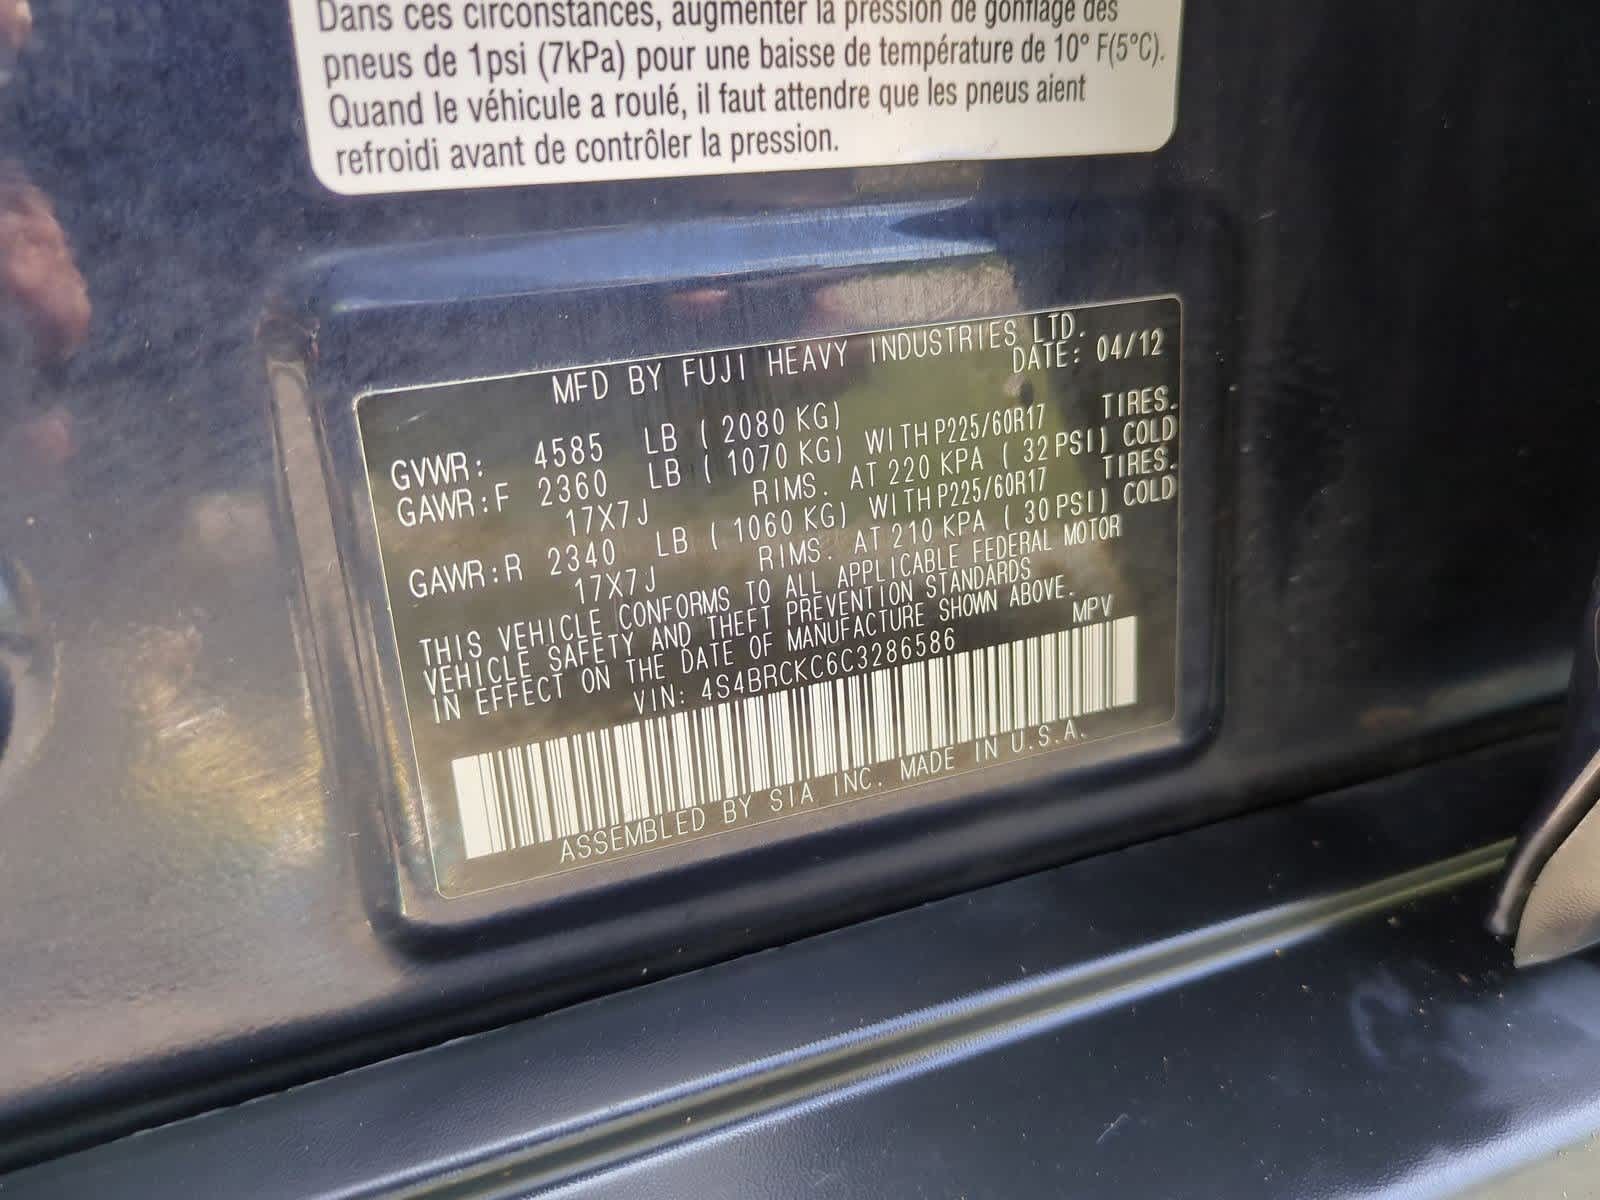 Dans ces circonstances, augmenter la pression de gonflage des
pneus de 1psi (7kPa) pour une baisse de température de 10° F(5°C).
Quand le véhicule a roulé, il faut attendre que les pneus aient
refroidi avant de contrôler la pression.
MFD BY FUJI HEAVY INDUSTRIES LTD.
DATE: 04/12
GVWR: 4585 LB ( 2080 KG)
GAWR:F 2360 LB ( 1070 KG) WITH P225/60R17 TIRES.
17X7J RIMS. AT 220 KPA ( 32 PSI) COLD
GAWR:R 2340 LB ( 1060 KG) WITH P225/60R17 TIRES.
17X7J RIMS. AT 210 KPA ( 30 PSI) COLD
THIS VEHICLE CONFORMS TO ALL APPLICABLE FEDERAL MOTOR
VEHICLE SAFETY AND THEFT PREVENTION STANDARDS
IN EFFECT ON THE DATE OF MANUFACTURE SHOWN ABOVE.
VIN: 4S4BRCKC6C3286586 MPV
ASSEMBLED BY SIA INC. MADE IN U.S.A.